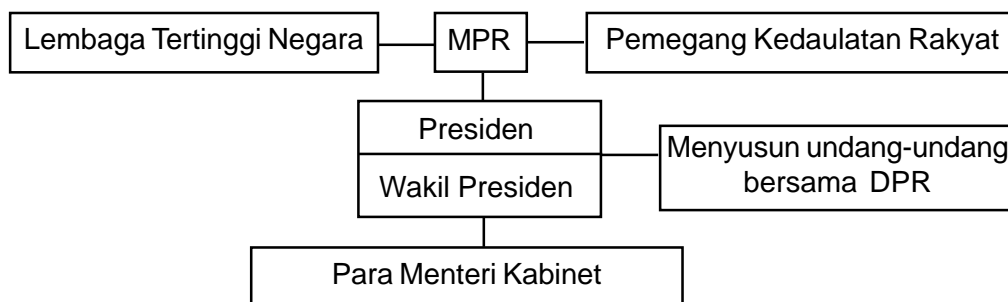 Lembaga Tertinggi Negara
MPR
Pemegang Kedaulatan Rakyat
Presiden
Wakil Presiden
Menyusun undang-undang
bersama DPR
Para Menteri Kabinet